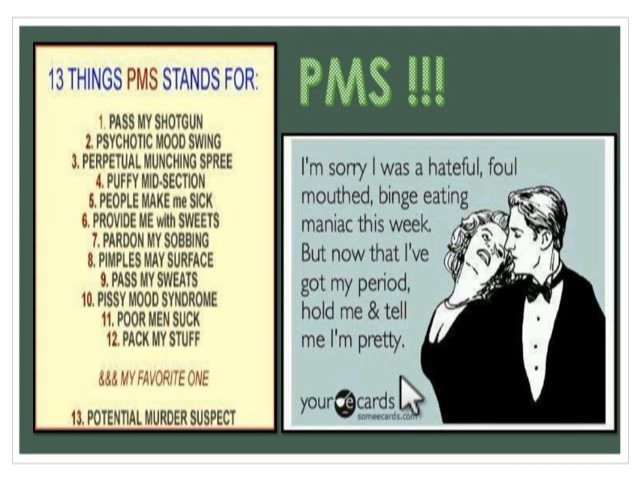 13 THINGS PMS STANDS FOR:
1. PASS MY SHOTGUN
2. PSYCHOTIC MOOD SWING
3. PERPETUAL MUNCHING SPREE
4. PUFFY MID-SECTION
5. PEOPLE MAKE me SICK
6. PROVIDE ME with SWEETS
7. PARDON MY SOBBING
8. PIMPLES MAY SURFACE
9. PASS MY SWEATS
10. PISSY MOOD SYNDROME
11. POOR MEN SUCK
12. PACK MY STUFF
&&& MY FAVORITE ONE
13. POTENTIAL MURDER SUSPECT
PMS !!!
I'm sorry I was a hateful, foul
mouthed, binge eating
maniac this week.
But now that I've
got my period,
hold me & tell
me I'm pretty.
your e cards
someecards.com